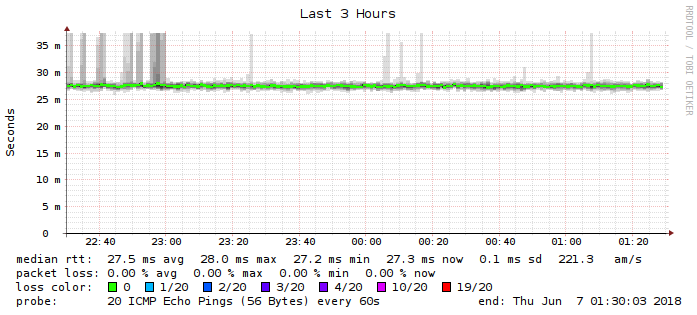 Last 3 Hours
RRDTOOL / TOBI OETIKER
Seconds
35 m
30 m
25 m
20 m
15 m
10 m
5 m
0
22:40 23:00 23:20 23:40 00:00 00:20 00:40 01:00 01:20
median rtt: 27.5 ms avg 28.0 ms max 27.2 ms min 27.3 ms now 0.1 ms sd 221.3 am/s
packet loss: 0.00 % avg 0.00 % max 0.00 % min 0.00 % now
loss color: 0 1/20 2/20 3/20 4/20 10/20 19/20
probe: 20 ICMP Echo Pings (56 Bytes) every 60s end: Thu Jun 7 01:30:03 2018